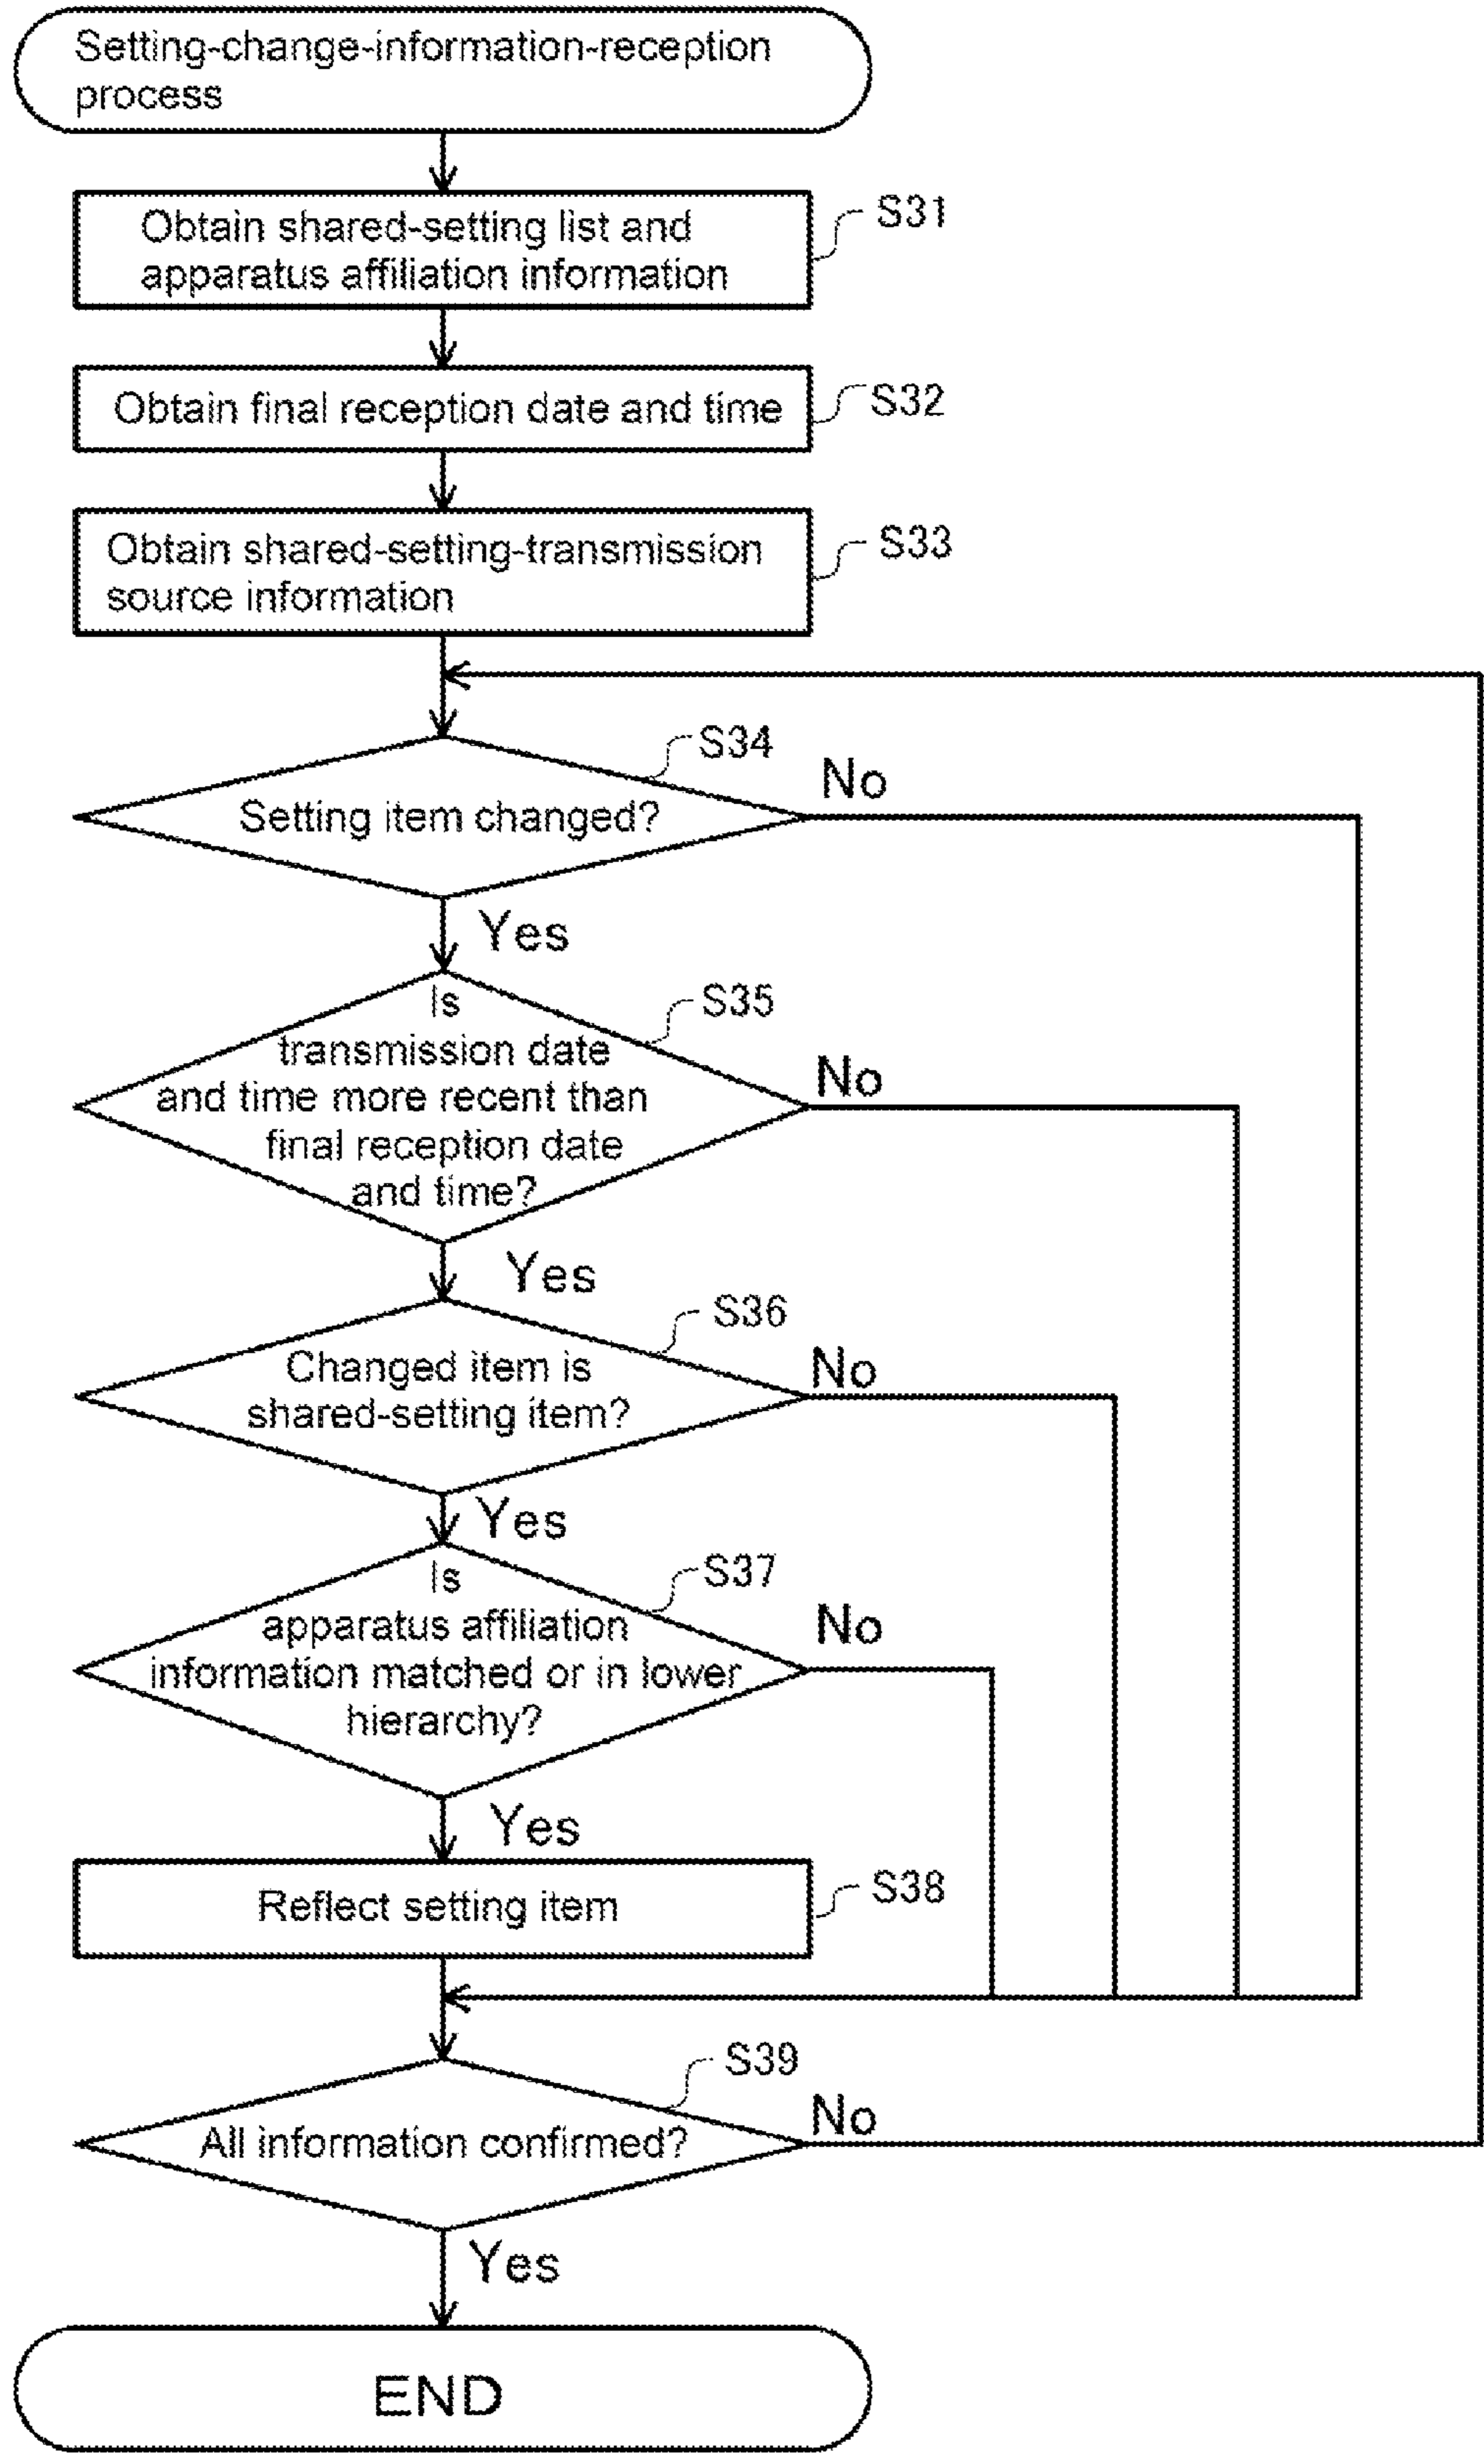 Setting-change-information-reception
process
Obtain shared-setting list and
apparatus affiliation information
S31
Obtain final reception date and time
S32
Obtain shared-setting-transmission
source information
S33
Setting item changed?
S34
No
Yes
Is
transmission date
and time more recent than
final reception date
and time?
S35
No
Yes
Changed item is
shared-setting item?
S36
No
Yes
Is
apparatus affiliation
information matched or in lower
hierarchy?
S37
No
Yes
Reflect setting item
S38
All information confirmed?
S39
No
Yes
END